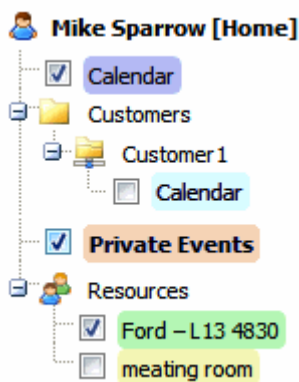 Mike Sparrow [Home]
Calendar
Customers
Customer1
Calendar
Private Events
Resources
Ford – L13 4830
meating room